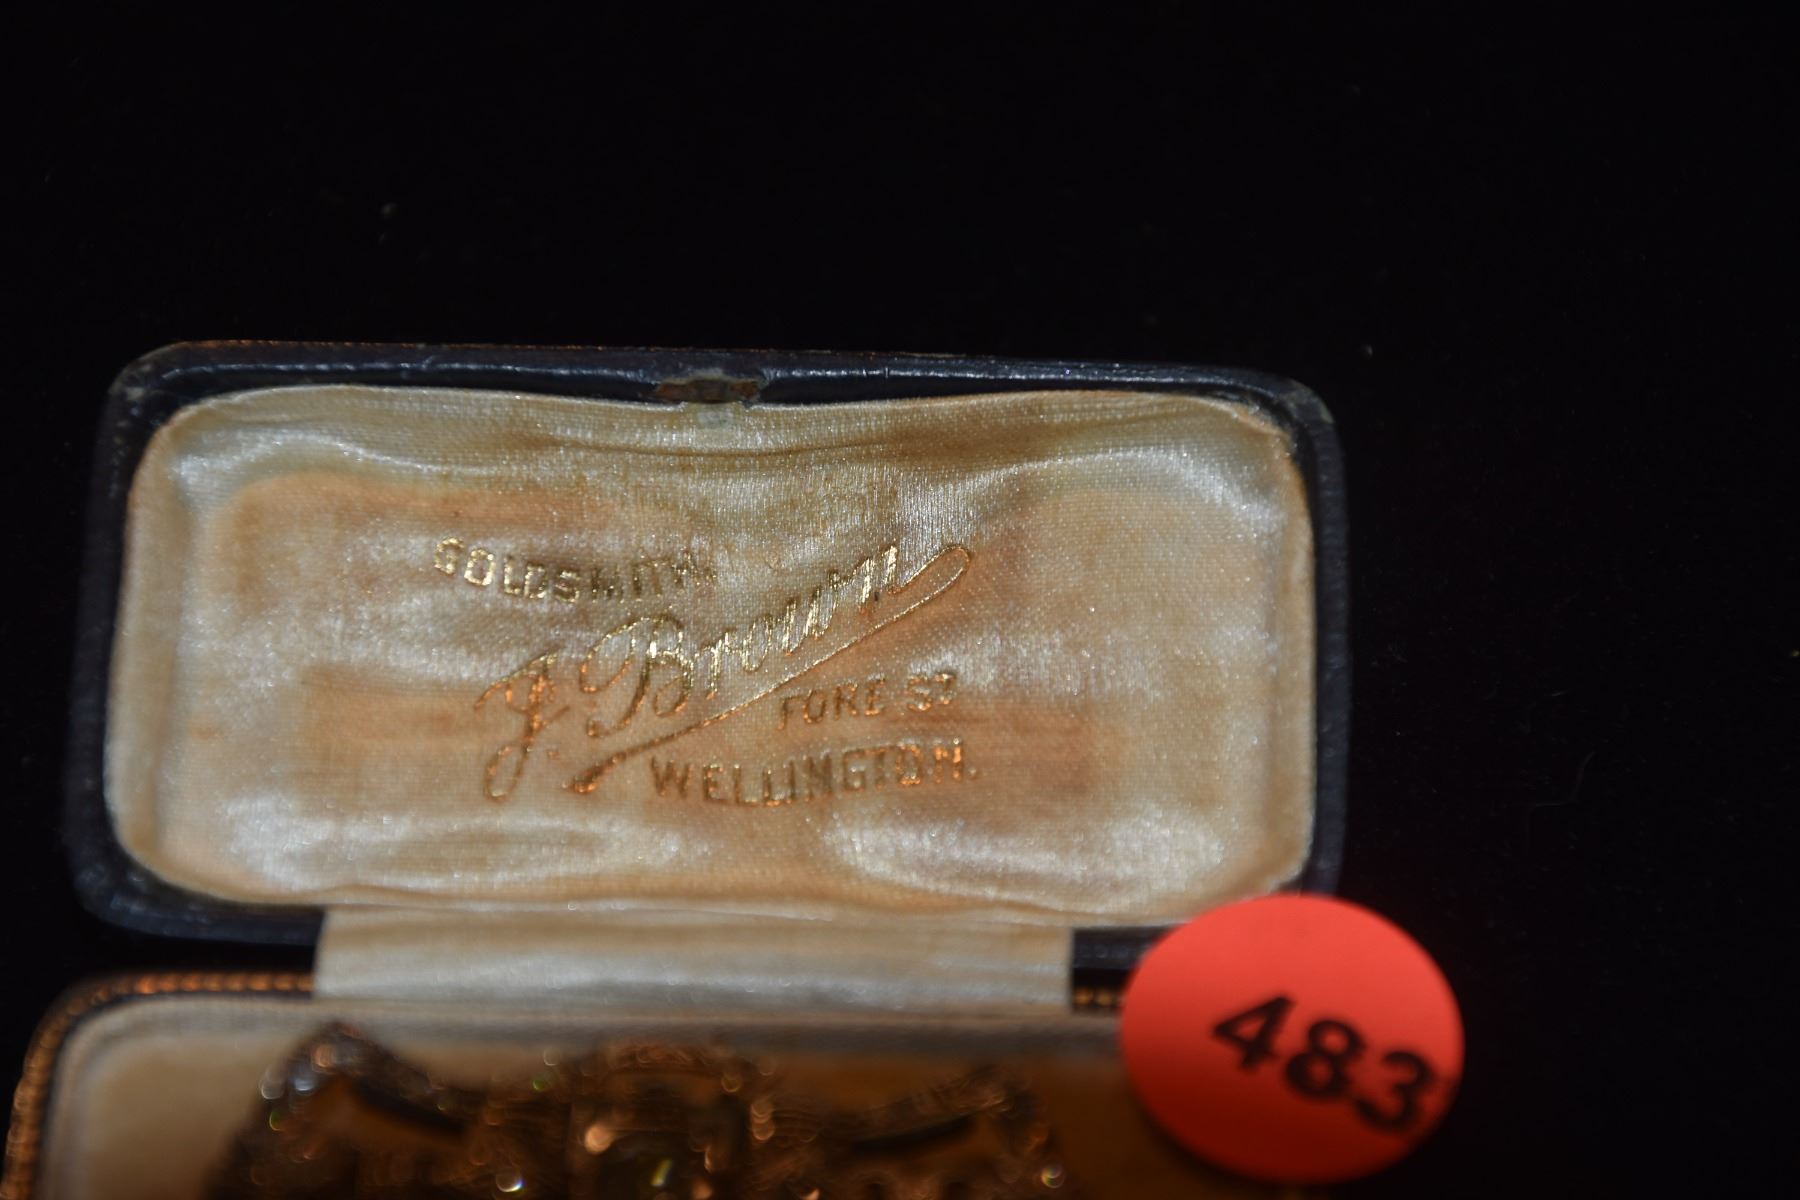 GOLDSMITH,
J. Brown
FORE ST
WELLINGTON.
483